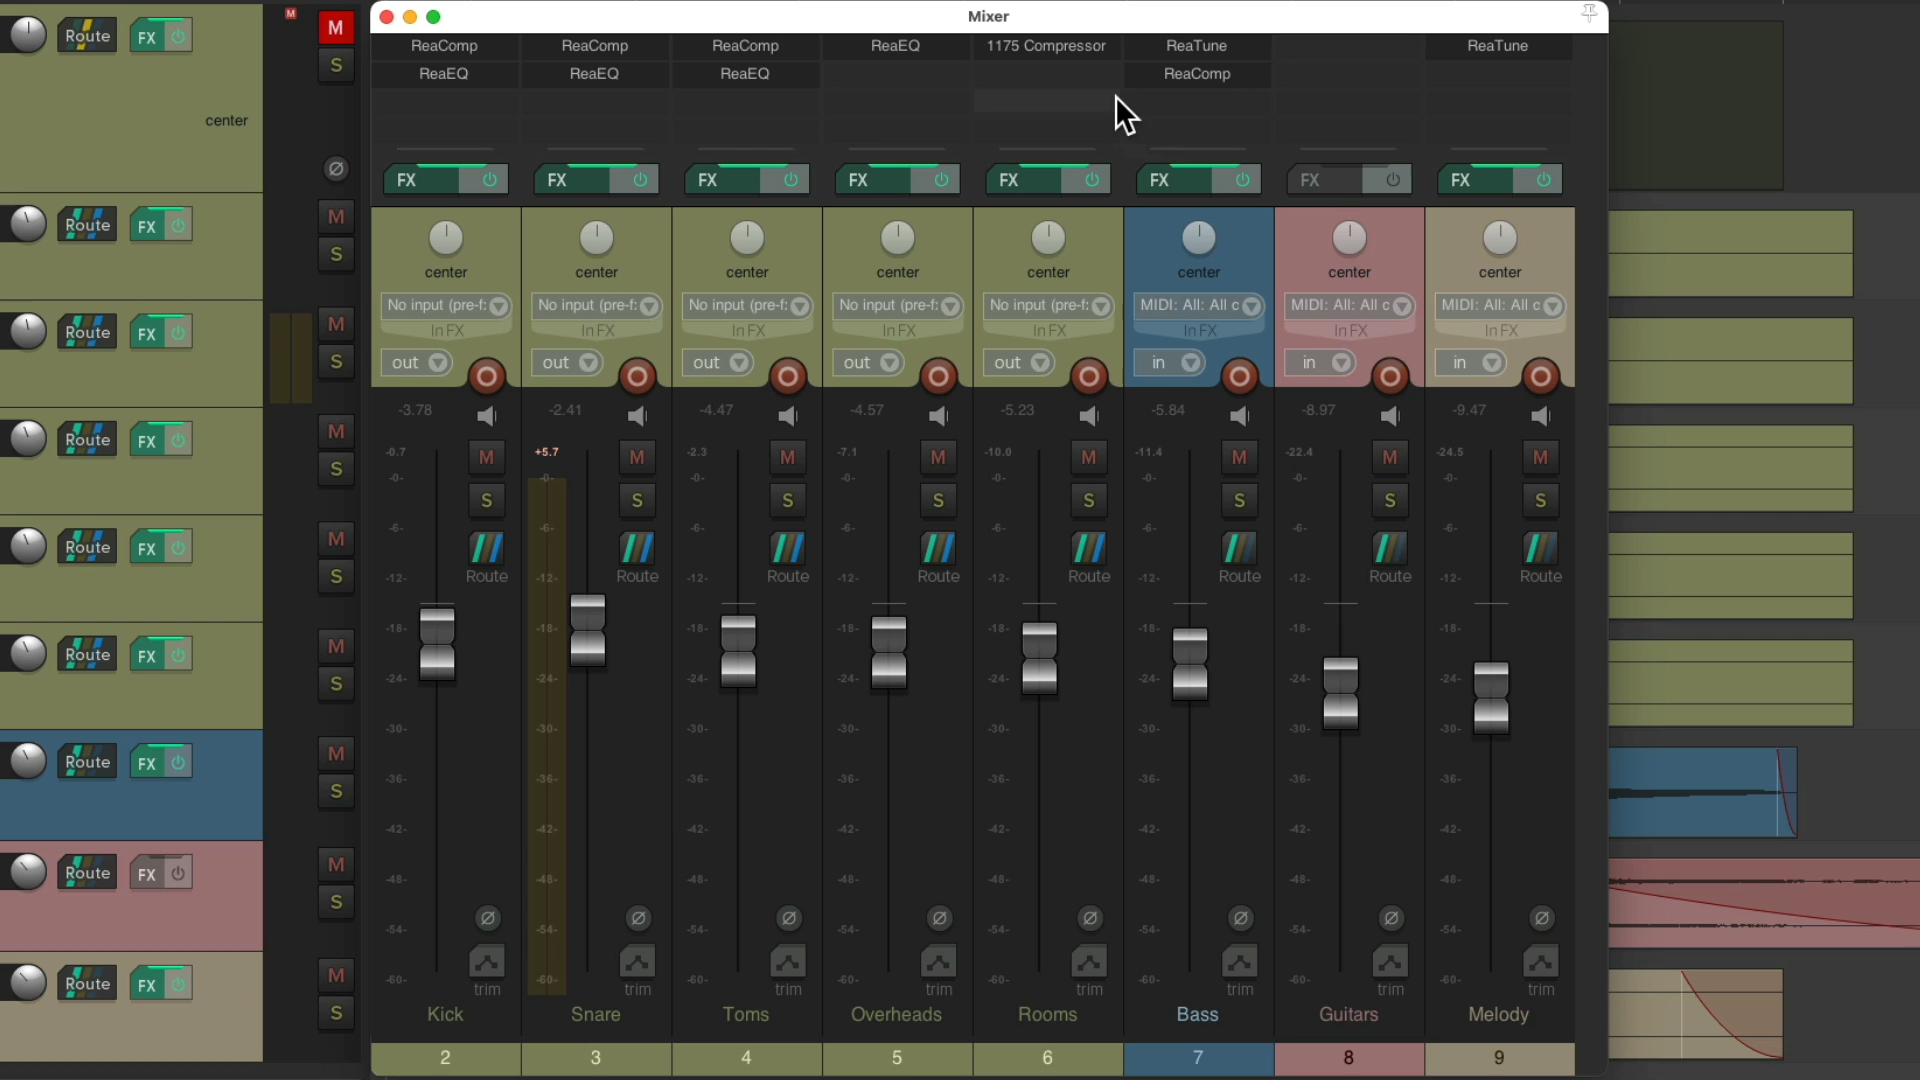 Mixer
Route FX M M S
center
Route FX M S
Route FX M S
Route FX M S
Route FX M S
Route FX M S
Route FX M S
Route FX M S
Route FX M S
ReaComp ReaComp ReaComp ReaEQ 1175 Compressor ReaTune ReaTune
ReaEQ ReaEQ ReaEQ ReaComp
FX FX FX FX FX FX FX FX
center center center center center center center center
No input (pre-f: No input (pre-f: No input (pre-f: No input (pre-f: No input (pre-f: MIDI: All: All c MIDI: All: All c MIDI: All: All c
In FX In FX In FX In FX In FX In FX In FX In FX
out out out out out in in in
-3.78 -2.41 -4.47 -4.57 -5.23 -5.84 -8.97 -9.47
-0.7 M +5.7 M -2.3 M -7.1 M -10.0 M -11.4 M -22.4 M -24.5 M
-0- -0- -0- -0- -0- -0- -0- -0-
S S S S S S S S
-6- -6- -6- -6- -6- -6- -6- -6-
-12- Route -12- Route -12- Route -12- Route -12- Route -12- Route -12- Route -12- Route
-18- -18- -18- -18- -18- -18- -18- -18-
-24- -24- -24- -24- -24- -24- -24- -24-
-30- -30- -30- -30- -30- -30- -30- -30-
-36- -36- -36- -36- -36- -36- -36- -36-
-42- -42- -42- -42- -42- -42- -42- -42-
-48- -48- -48- -48- -48- -48- -48- -48-
-54- -54- -54- -54- -54- -54- -54- -54-
-60- -60- -60- -60- -60- -60- -60- -60-
trim trim trim trim trim trim trim trim
Kick Snare Toms Overheads Rooms Bass Guitars Melody
2 3 4 5 6 7 8 9